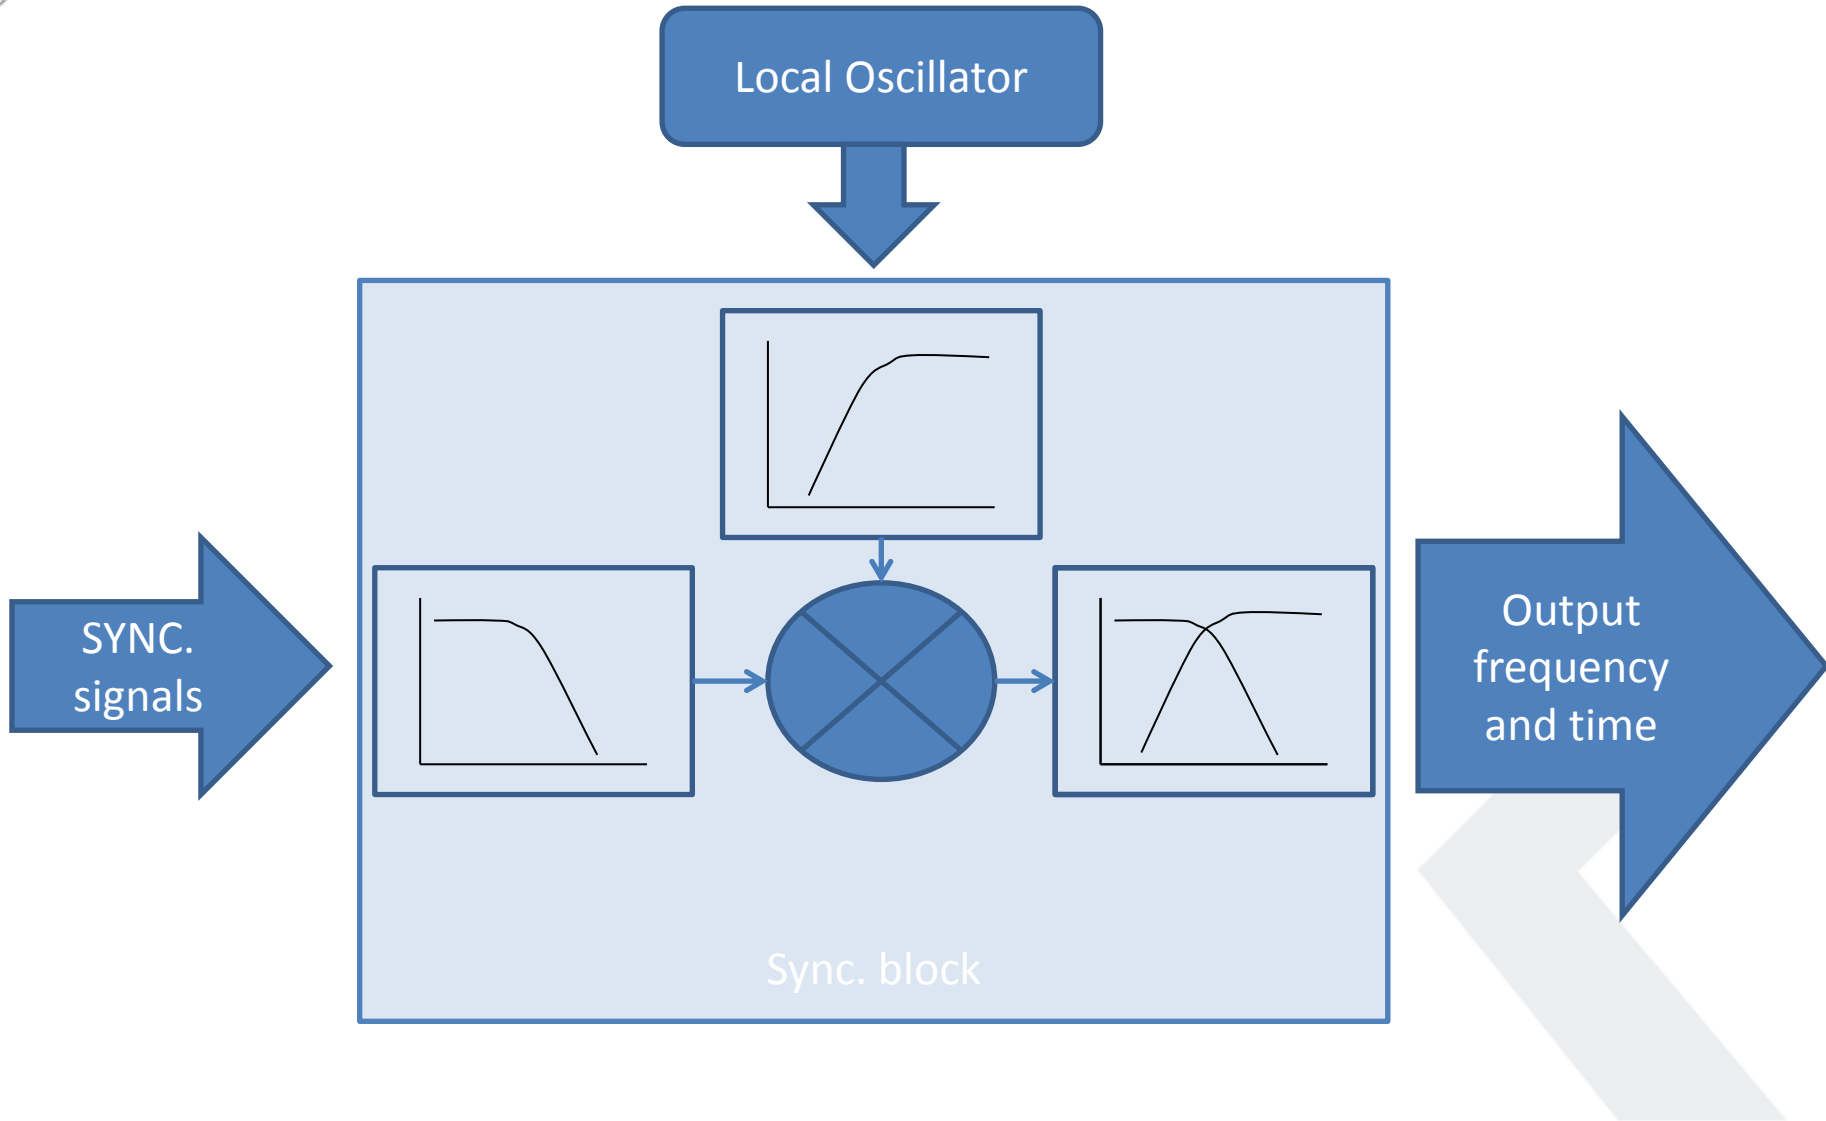 Local Oscillator
SYNC.
signals
Output
frequency
and time
Sync. block